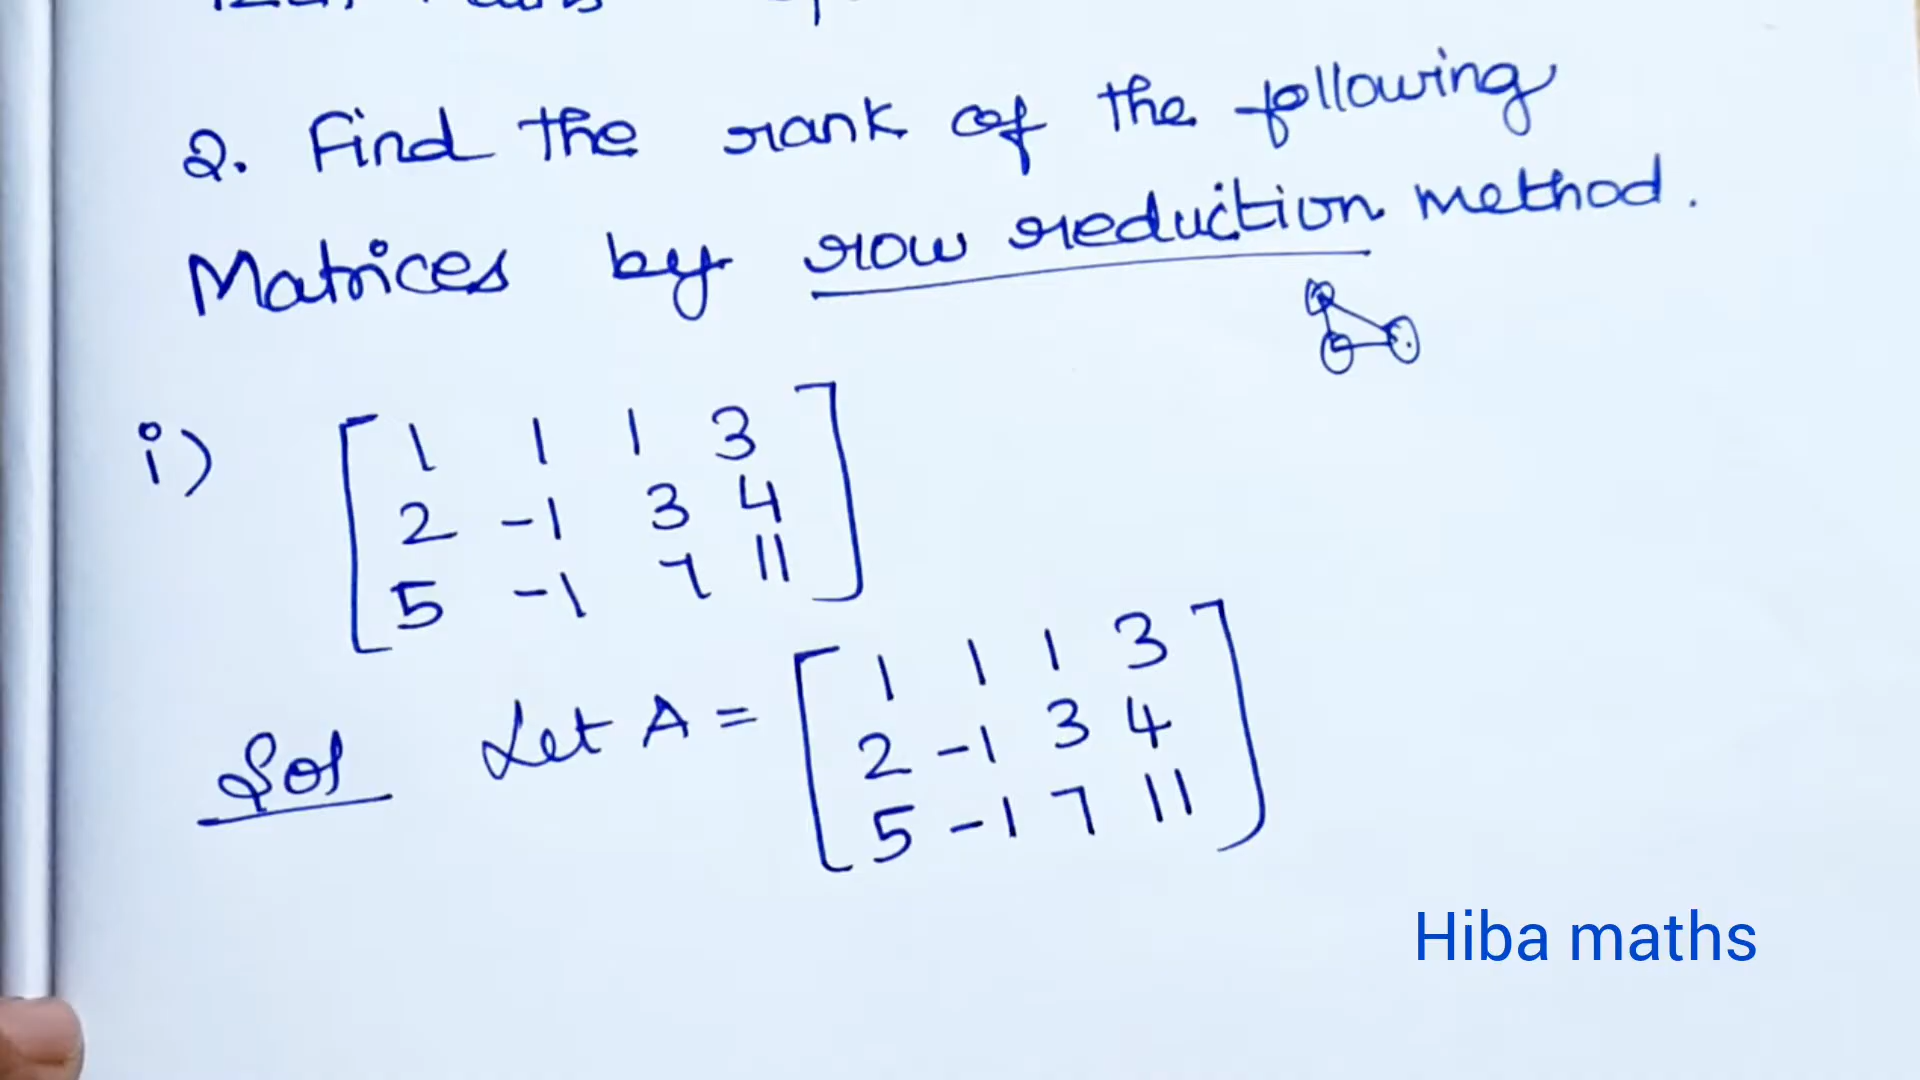 2. Find the rank of the following
Matrices by row reduction method.
i) [ 1 1 1 3
2 -1 3 4
5 -1 7 11 ]
Sol Let A = [ 1 1 1 3
2 -1 3 4
5 -1 7 11 ]
Hiba maths